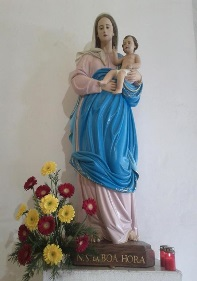 N. S. DA BOA HORA